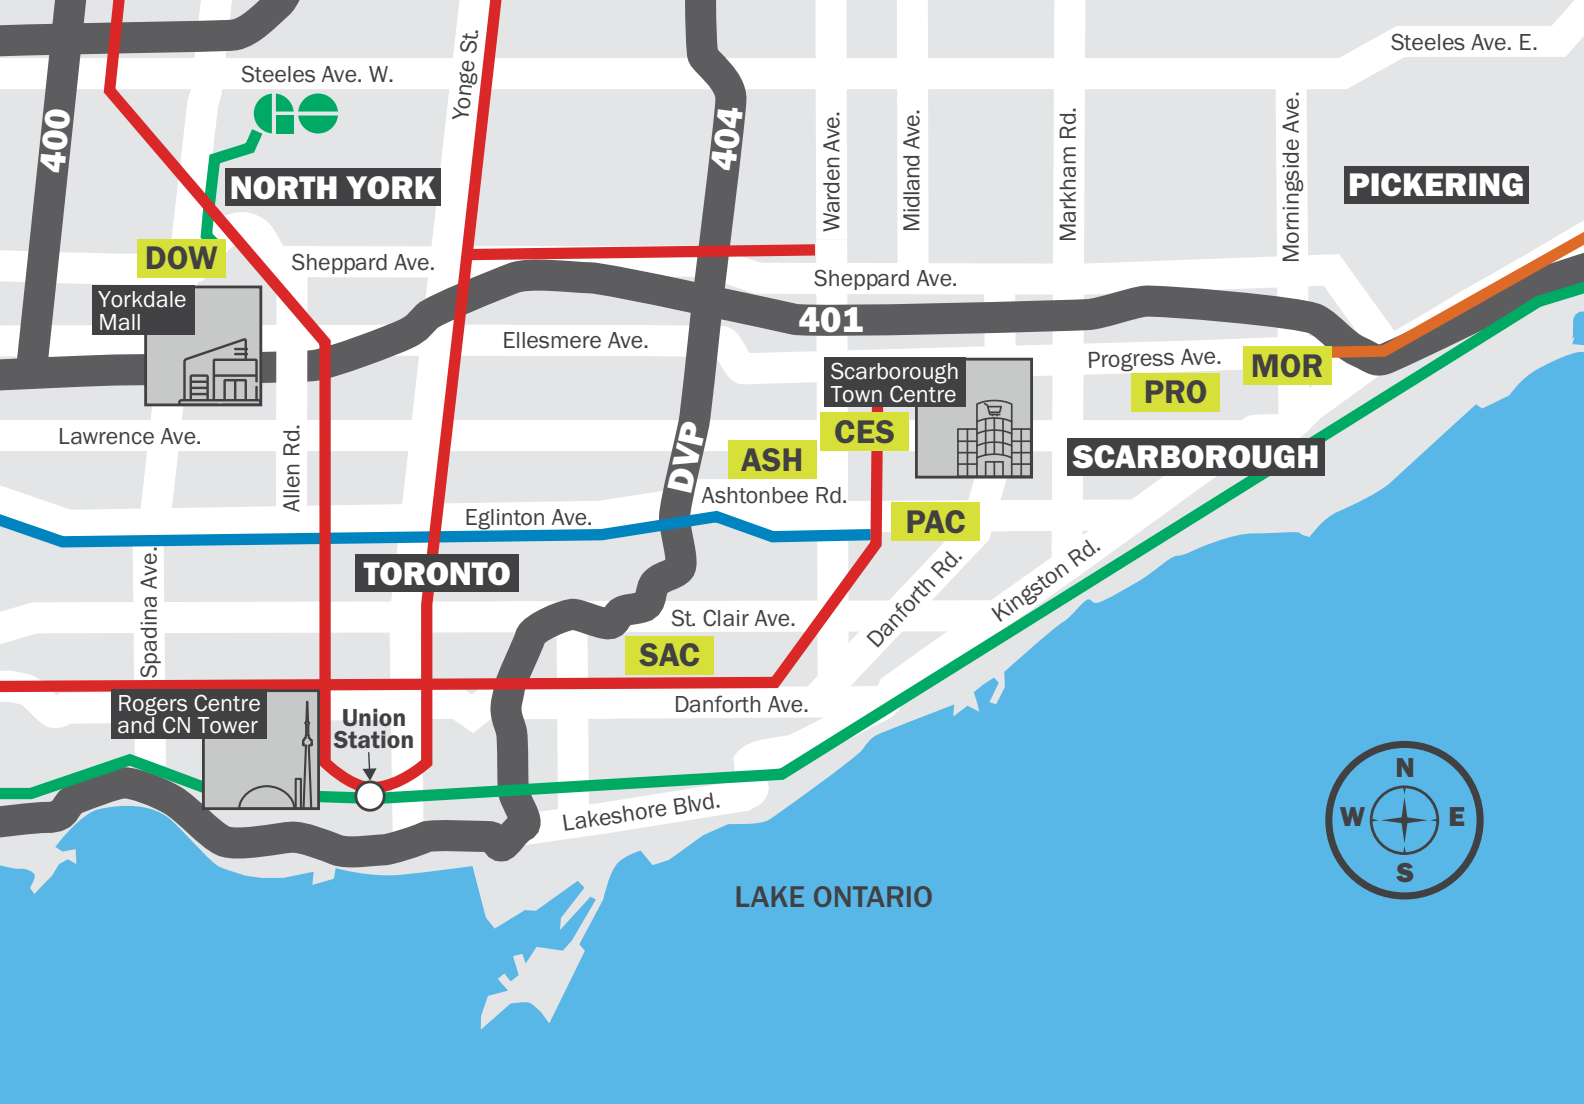 Steeles Ave. E.
Yonge St.
Steeles Ave. W.
GO
400
404
Warden Ave.
Midland Ave.
Markham Rd.
Morningside Ave.
NORTH YORK
PICKERING
DOW
Sheppard Ave.
Sheppard Ave.
Yorkdale
Mall
401
Ellesmere Ave.
Progress Ave.
MOR
Scarborough
Town Centre
PRO
Lawrence Ave.
Allen Rd.
DVP
CES
ASH
SCARBOROUGH
Ashtonbee Rd.
Eglinton Ave.
PAC
TORONTO
Spadina Ave.
Danforth Rd.
Kingston Rd.
St. Clair Ave.
SAC
Rogers Centre
and CN Tower
Danforth Ave.
Union
Station
Lakeshore Blvd.
LAKE ONTARIO
N
W
E
S